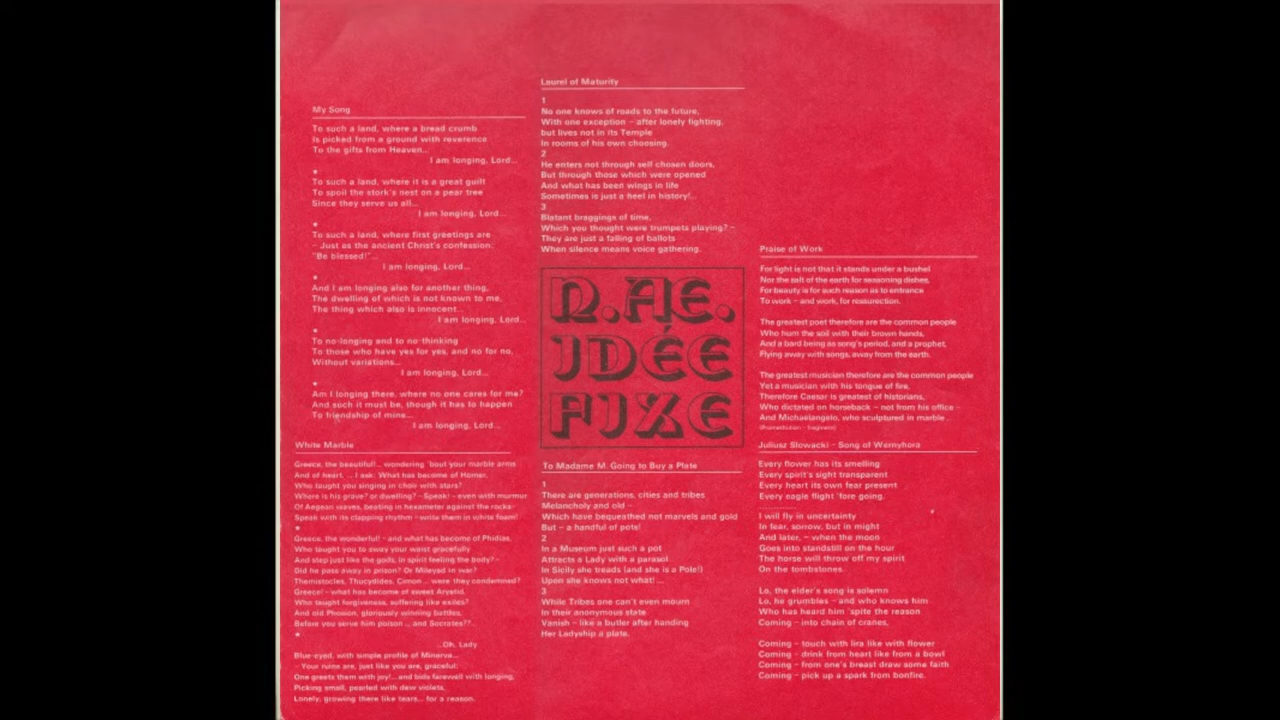 My Song
To such a land, where a bread crumb
Is picked from a ground with reverence
To the gifts from Heaven...
I am longing, Lord...
★
To such a land, where it is a great guilt
To spoil the stork's nest on a pear tree
Since they serve us all...
I am longing, Lord...
★
To such a land, where first greetings are
– Just as the ancient Christ's confession:
"Be blessed!"...
I am longing, Lord...
★
And I am longing also for another thing,
The dwelling of which is not known to me,
The thing which also is innocent...
I am longing, Lord...
★
To no-longing and to no-thinking
To those who have yes for yes, and no for no,
Without variations...
I am longing, Lord...
★
Am I longing there, where no one cares for me?
And such it must be, though it has to happen
To friendship of mine...
I am longing, Lord...
White Marble
Greece, the beautiful!... wondering 'bout your marble arms
And of heart, ... I ask: What has become of Homer,
Who taught you singing in choir with stars?
Where is his grave? or dwelling? – Speak! – even with murmur
Of Aegean waves, beating in hexameter against the rocks-
Speak with its clapping rhythm – write them in white foam!
★
Greece, the wonderful! – and what has become of Phidias,
Who taught you to sway your waist gracefully
And step just like the gods, in spirit feeling the body? –
Did he pass away in prison? Or Mileyed in war?
Themistocles, Thucydides, Cimon ... were they condemned?
Greece! – what has become of sweet Arystid,
Who taught forgiveness, suffering like exiles?
And old Phossion, gloriously winning battles,
Before you serve him poison ... and Socrates??..
★
...Oh, Lady
Blue-eyed, with simple profile of Minerva...
– Your ruins are, just like you are, graceful:
One greets them with joy!... and bids farewell with longing,
Picking small, pearled with dew violets,
Lonely, growing there like tears... for a reason.
Laurel of Maturity
1
No one knows of roads to the future,
With one exception – after lonely fighting,
but lives not in its Temple
In rooms of his own choosing.
2
He enters not through self chosen doors,
But through those which were opened
And what has been wings in life
Sometimes is just a heel in history!...
3
Blatant braggings of time,
Which you thought were trumpets playing? –
They are just a falling of ballots
When silence means voice gathering.
N.AE.
IDÉE
FIXE
To Madame M. Going to Buy a Plate
1
There are generations, cities and tribes
Melancholy and old –
Which have bequeathed not marvels and gold
But – a handful of pots!
2
In a Museum just such a pot
Attracts a Lady with a parasol
In Sicily she treads (and she is a Pole!)
Upon she knows not what! ...
3
While Tribes one can't even mourn
In their anonymous state
Vanish – like a butler after handing
Her Ladyship a plate.
Praise of Work
For light is not that it stands under a bushel
Nor the salt of the earth for seasoning dishes,
For beauty is for such reason as to entrance
To work – and work, for ressurection.
The greatest poet therefore are the common people
Who hum the soil with their brown hands,
And a bard being as song's period, and a prophet,
Flying away with songs, away from the earth.
The greatest musician therefore are the common people
Yet a musician with his tongue of fire,
Therefore Caesar is greatest of historians,
Who dictated on horseback – not from his office –
And Michaelangelo, who sculptured in marble ...
Juliusz Slowacki - Song of Wernyhora
Every flower has its smelling
Every spirit's sight transparent
Every heart its own fear present
Every eagle flight 'fore going.
............
I will fly in uncertainty
In fear, sorrow, but in might
And later, – when the moon
Goes into standstill on the hour
The horse will throw off my spirit
On the tombstones.
Lo, the elder's song is solemn
Lo, he grumbles – and who knows him
Who has heard him 'spite the reason
Coming – into chain of cranes,
Coming – touch with lira like with flower
Coming – drink from heart like from a bowl
Coming – from one's breast draw some faith
Coming – pick up a spark from bonfire.